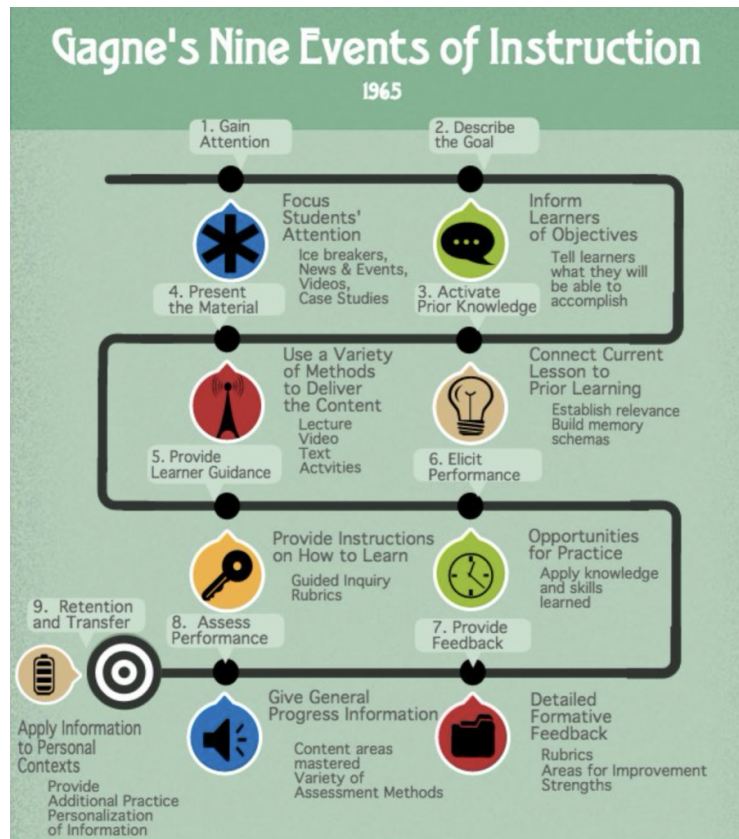 Gagne's Nine Events of Instruction
1965
1. Gain
Attention
Focus
Students'
Attention
Ice breakers,
News & Events,
Videos,
Case Studies
2. Describe
the Goal
Inform
Learners
of Objectives
Tell learners
what they will
be able to
accomplish
3. Activate
Prior Knowledge
Connect Current
Lesson to
Prior Learning
Establish relevance
Build memory
schemas
4. Present
the Material
Use a Variety
of Methods
to Deliver
the Content
Lecture
Video
Text
Actvities
5. Provide
Learner Guidance
Provide Instructions
on How to Learn
Guided Inquiry
Rubrics
6. Elicit
Performance
Opportunities
for Practice
Apply knowledge
and skills
learned
7. Provide
Feedback
Detailed
Formative
Feedback
Rubrics
Areas for Improvement
Strengths
8. Assess
Performance
Give General
Progress Information
Content areas
mastered
Variety of
Assessment Methods
9. Retention
and Transfer
Apply Information
to Personal
Contexts
Provide
Additional Practice
Personalization
of Information